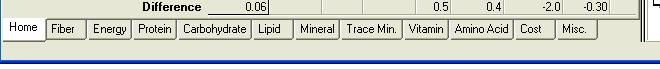 Difference 0.06 0.5 0.4 -2.0 -0.30
Home Fiber Energy Protein Carbohydrate Lipid Mineral Trace Min. Vitamin Amino Acid Cost Misc.